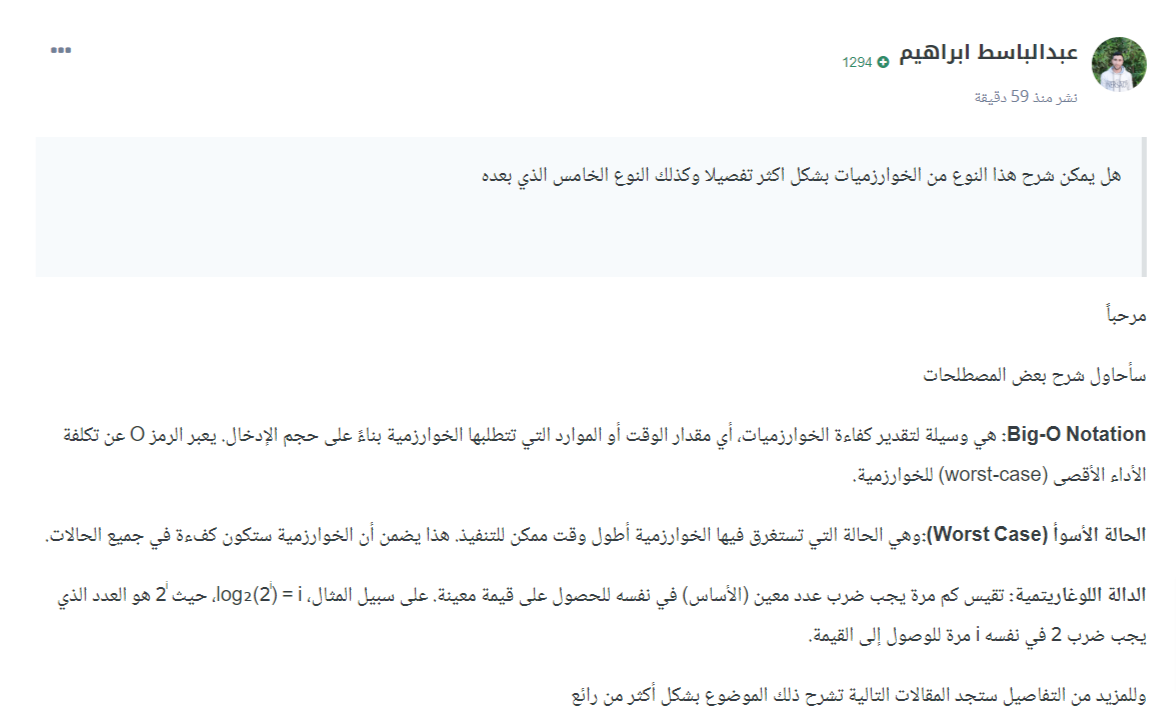 عبدالباسط ابراهيم
1294
نشر منذ 59 دقيقة
هل يمكن شرح هذا النوع من الخوارزميات بشكل اكثر تفصيلا وكذلك النوع الخامس الذي بعده
مرحباً
سأحاول شرح بعض المصطلحات
Big-O Notation: هي وسيلة لتقدير كفاءة الخوارزميات، أي مقدار الوقت أو الموارد التي تتطلبها الخوارزمية بناءً على حجم الإدخال. يعبر الرمز O عن تكلفة
الأداء الأقصى (worst-case) للخوارزمية.
الحالة الأسوأ (Worst Case):وهي الحالة التي تستغرق فيها الخوارزمية أطول وقت ممكن للتنفيذ. هذا يضمن أن الخوارزمية ستكون كفءة في جميع الحالات.
الدالة اللوغاريتمية: تقيس كم مرة يجب ضرب عدد معين (الأساس) في نفسه للحصول على قيمة معينة. على سبيل المثال، log₂(2ⁱ) = i، حيث 2ⁱ هو العدد الذي
يجب ضرب 2 في نفسه i مرة للوصول إلى القيمة.
وللمزيد من التفاصيل ستجد المقالات التالية تشرح ذلك الموضوع بشكل أكثر من رائع